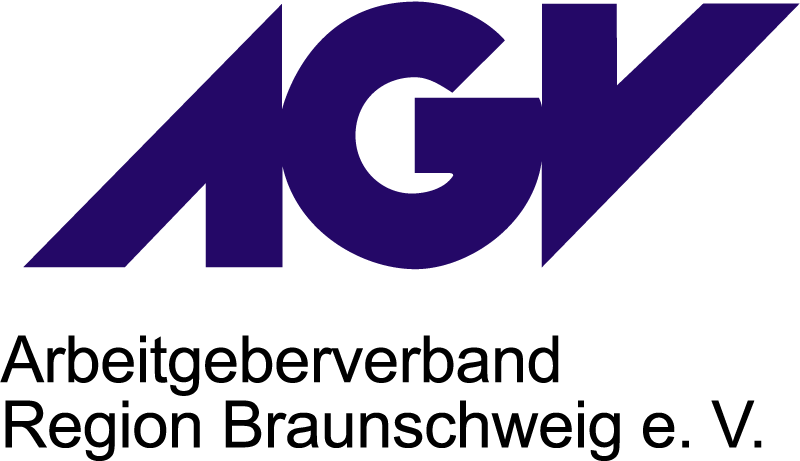 AGV
Arbeitgeberverband
Region Braunschweig e. V.